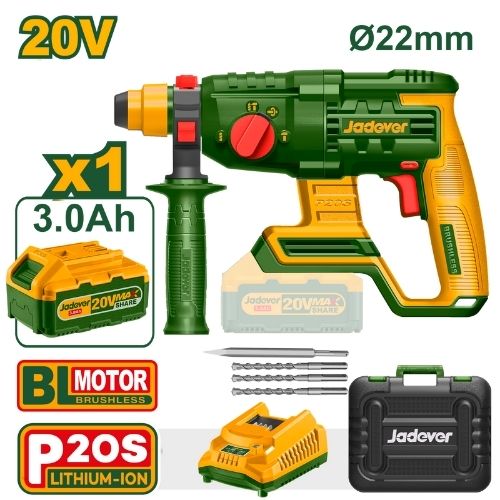 20V
Ø22mm
Jadever
x1
3.0Ah
P20S
BRUSHLESS
Jadever
20V MAX
SHARE
Jadever
20V MAX
SHARE
BL MOTOR
BRUSHLESS
P20S
LITHIUM-ION
Jadever